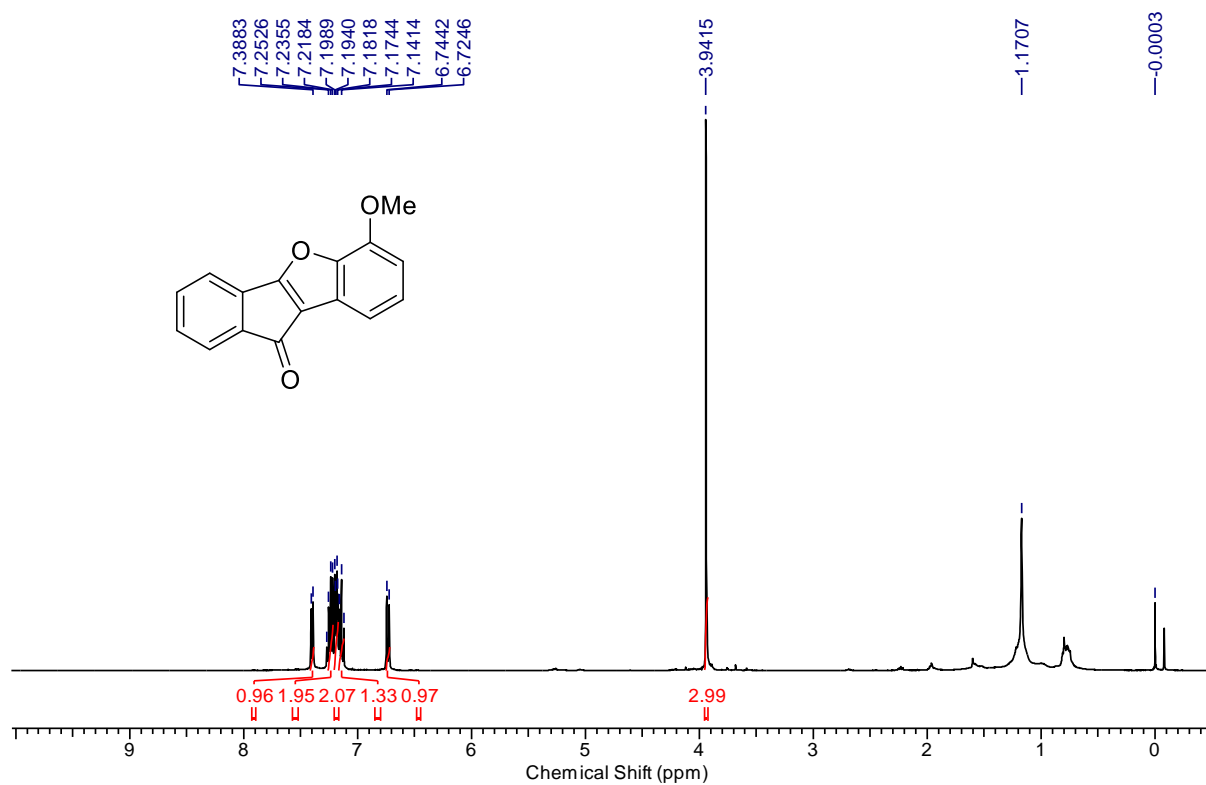 7.3883
7.2526
7.2355
7.2184
7.1989
7.1940
7.1818
7.1744
7.1414
6.7442
6.7246
3.9415
1.1707
-0.0003
OMe
O
O
0.96 1.95 2.07 1.33 0.97 2.99
9 8 7 6 5 4 3 2 1 0
Chemical Shift (ppm)